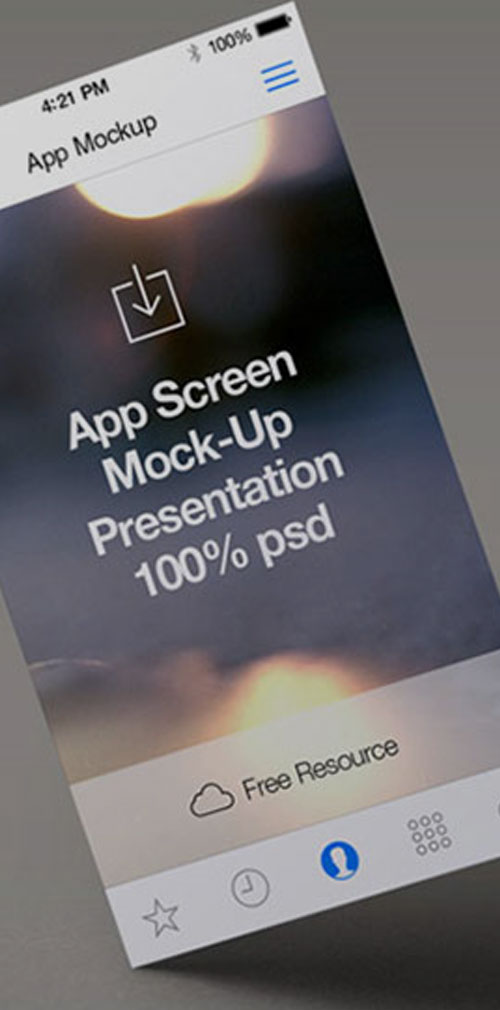 4:21 PM
100%
App Mockup
App Screen
Mock-Up
Presentation
100% psd
Free Resource